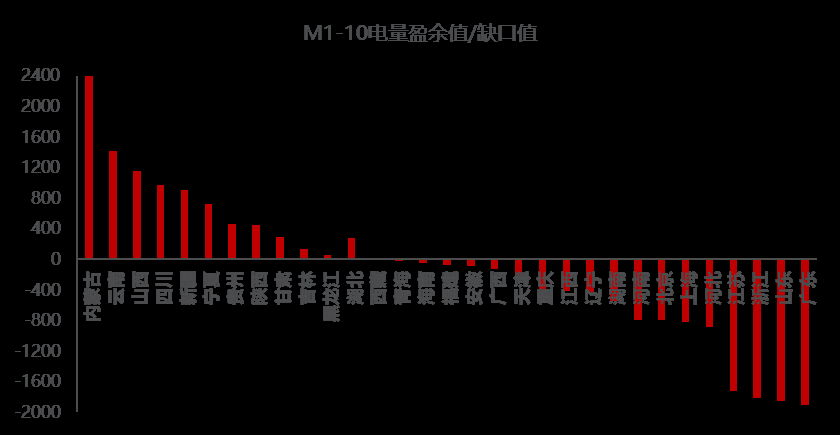 M1-10电量盈余值/缺口值
2400
2000
1600
1200
800
400
0
-400
-800
-1200
-1600
-2000
内蒙古
云南
山西
四川
新疆
宁夏
贵州
陕西
甘肃
吉林
黑龙江
湖北
西藏
青海
海南
福建
安徽
广西
天津
重庆
江西
辽宁
湖南
河南
北京
上海
河北
江苏
浙江
山东
广东